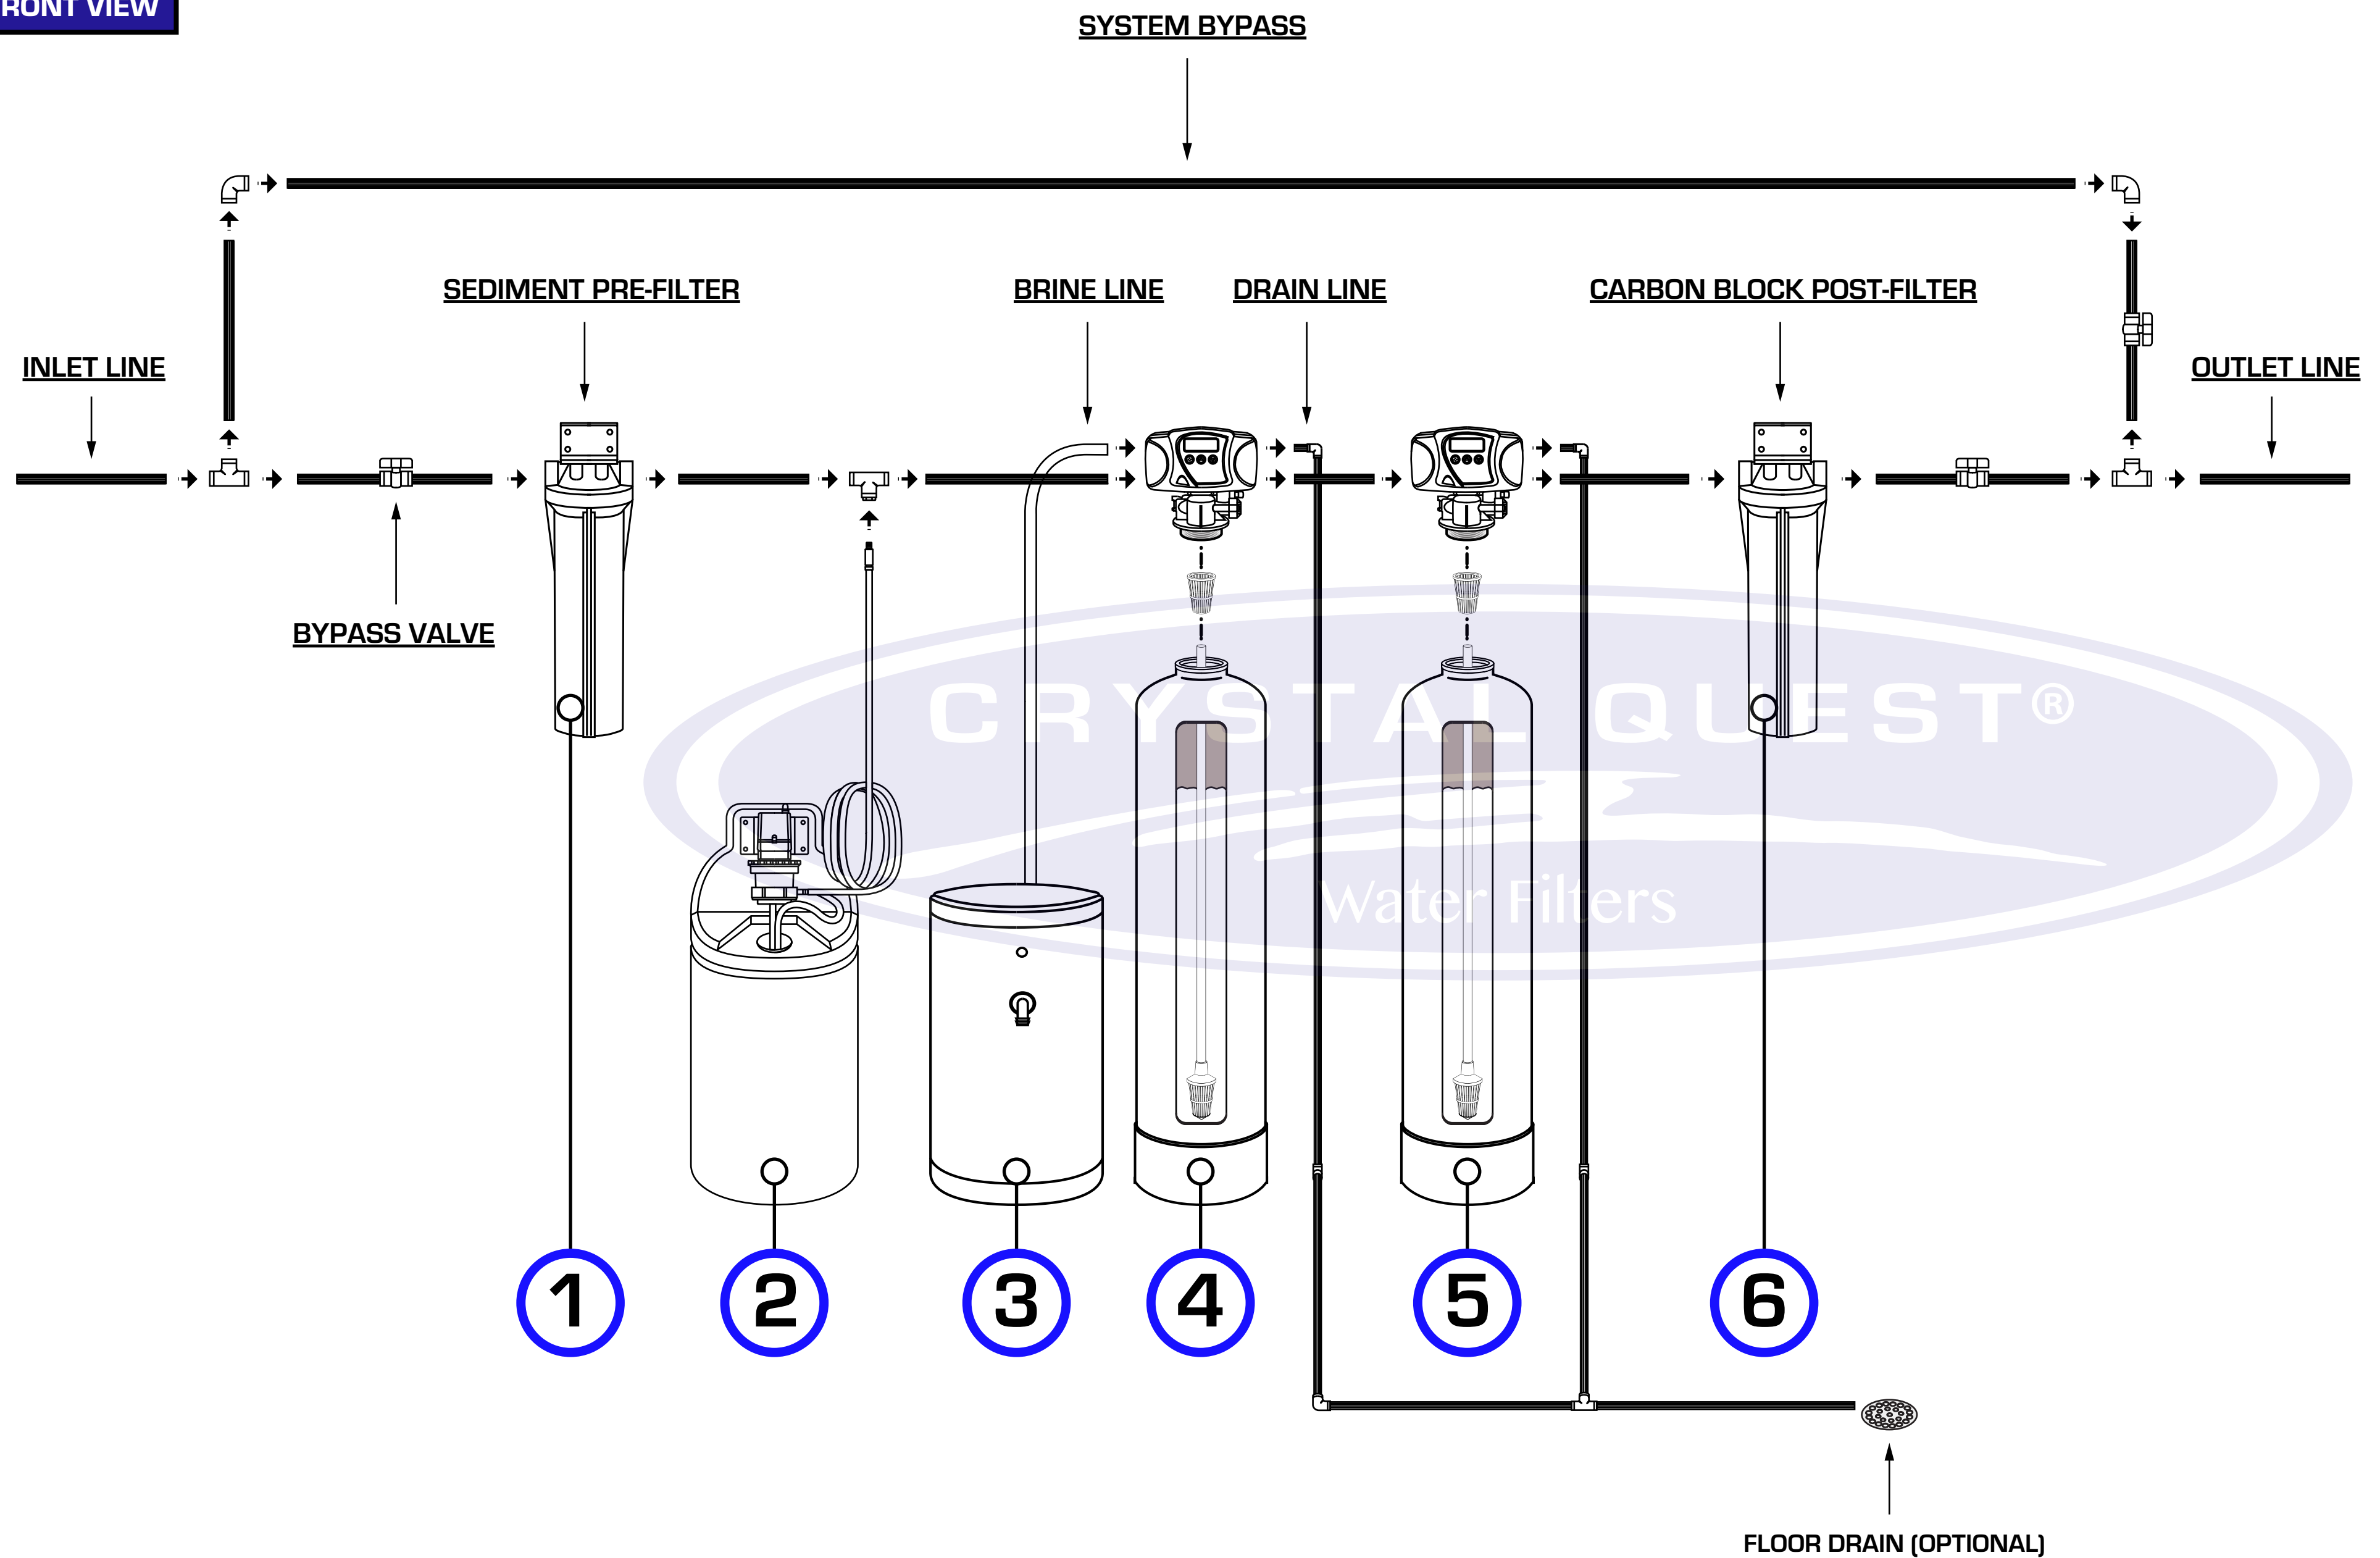 RONT VIEW
SYSTEM BYPASS
SEDIMENT PRE-FILTER
BRINE LINE
DRAIN LINE
CARBON BLOCK POST-FILTER
INLET LINE
OUTLET LINE
BYPASS VALVE
CRYSTAL QUEST®
Water Filters
1
2
3
4
5
6
FLOOR DRAIN (OPTIONAL)